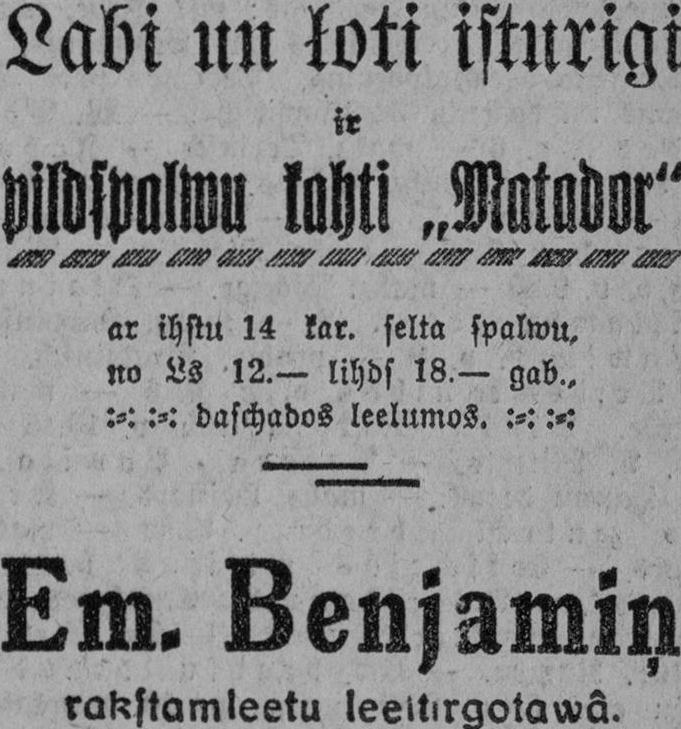 Labi un ļoti iſturigi
ir
pildſpalwu kahti „Matador“
ar ihſtu 14 kar. ſelta ſpalwu,
no Ls 12.— lihdſ 18.— gab.,
:-: :-: daſchados leelumos. :-: :-:
Em. Benjamiņ
rakſtamleetu leeltirgotawâ.